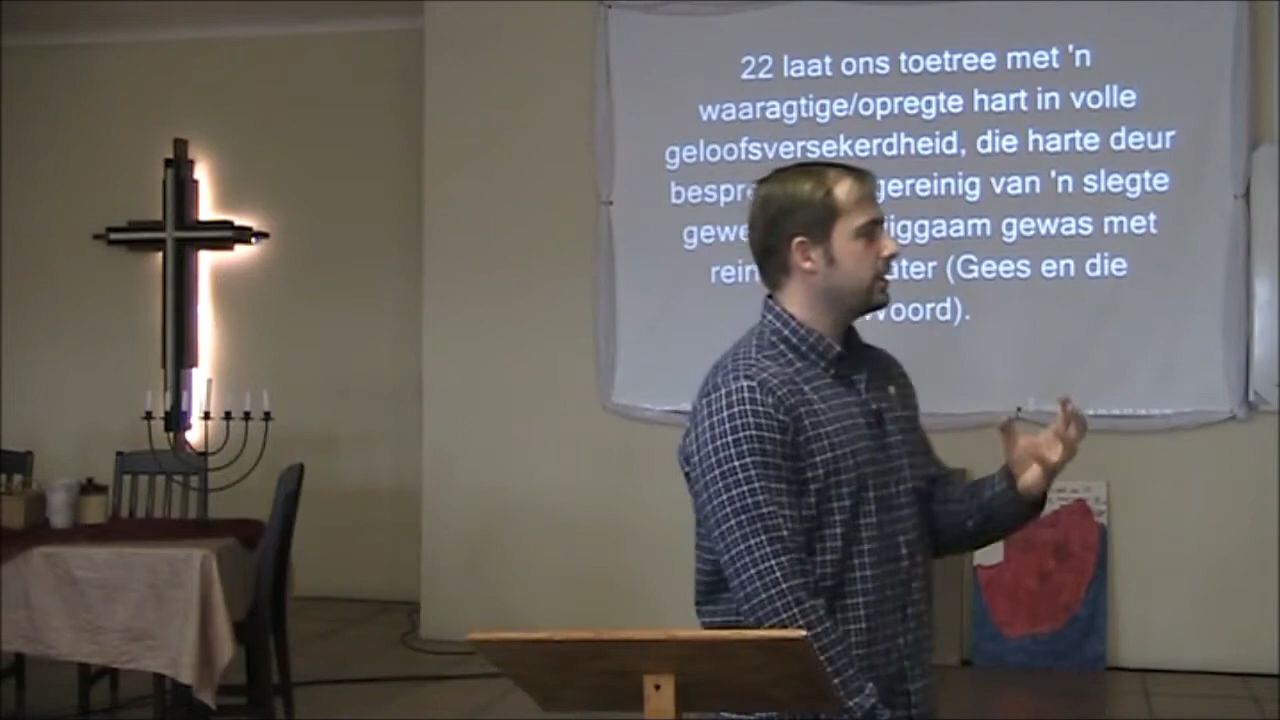 22 laat ons toetree met 'n
waaragtige/opregte hart in volle
geloofsversekerdheid, die harte deur
gereinig van 'n slegte
gewas met
(Gees en die